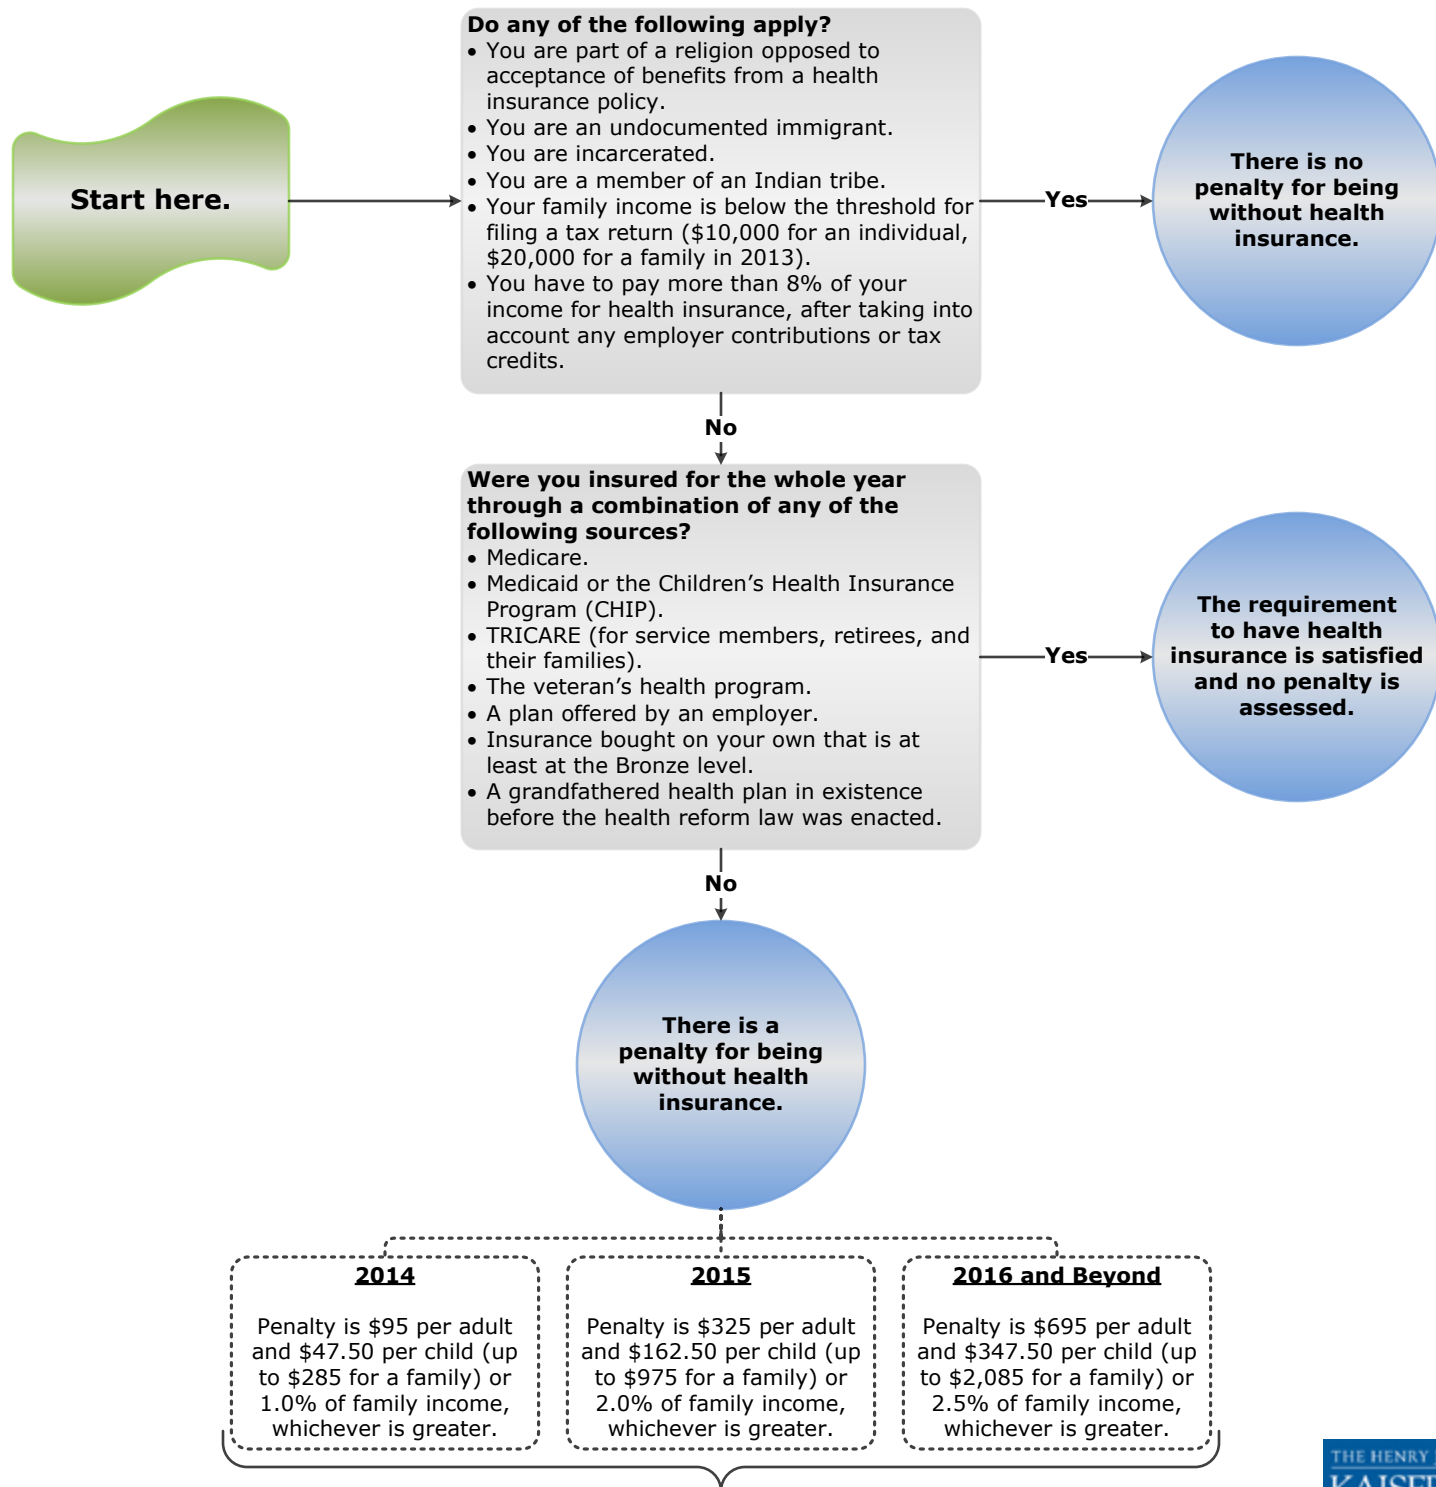 Start here.
Do any of the following apply?
• You are part of a religion opposed to
acceptance of benefits from a health
insurance policy.
• You are an undocumented immigrant.
• You are incarcerated.
• You are a member of an Indian tribe.
• Your family income is below the threshold for
filing a tax return ($10,000 for an individual,
$20,000 for a family in 2013).
• You have to pay more than 8% of your
income for health insurance, after taking into
account any employer contributions or tax
credits.
Yes
There is no
penalty for being
without health
insurance.
No
Were you insured for the whole year
through a combination of any of the
following sources?
• Medicare.
• Medicaid or the Children’s Health Insurance
Program (CHIP).
• TRICARE (for service members, retirees, and
their families).
• The veteran’s health program.
• A plan offered by an employer.
• Insurance bought on your own that is at
least at the Bronze level.
• A grandfathered health plan in existence
before the health reform law was enacted.
Yes
The requirement
to have health
insurance is satisfied
and no penalty is
assessed.
No
There is a
penalty for being
without health
insurance.
2014
Penalty is $95 per adult
and $47.50 per child (up
to $285 for a family) or
1.0% of family income,
whichever is greater.
2015
Penalty is $325 per adult
and $162.50 per child (up
to $975 for a family) or
2.0% of family income,
whichever is greater.
2016 and Beyond
Penalty is $695 per adult
and $347.50 per child (up
to $2,085 for a family) or
2.5% of family income,
whichever is greater.
THE HENRY